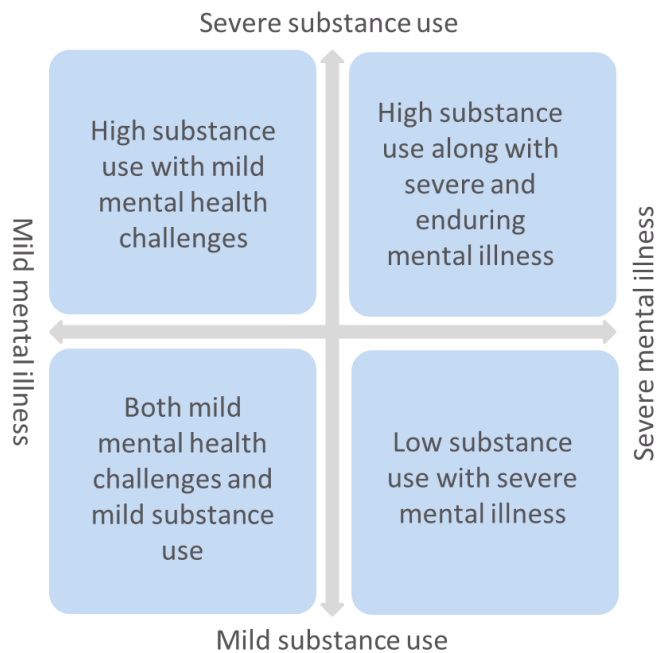 Severe substance use
High substance
use with mild
mental health
challenges
High substance
use along with
severe and
enduring
mental illness
Mild mental illness
Severe mental illness
Both mild
mental health
challenges and
mild substance
use
Low substance
use with severe
mental illness
Mild substance use